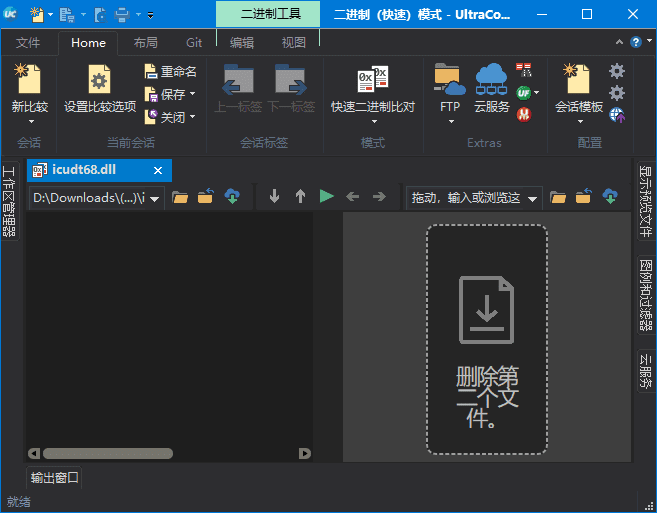 UC
二进制工具
二进制（快速）模式 - UltraCo...
文件
Home
布局
Git
编辑
视图
新比较
设置比较选项
重命名
保存
关闭
上一标签
下一标签
快速二进制比对
FTP
云服务
UF
会话模板
会话
当前会话
会话标签
模式
Extras
配置
工作区管理器
icudt68.dll
D:\Downloads\(...)\i
拖动，输入或浏览这
显示预览文件
图例和过滤器
云服务
删除第
二个文
件。
输出窗口
就绪